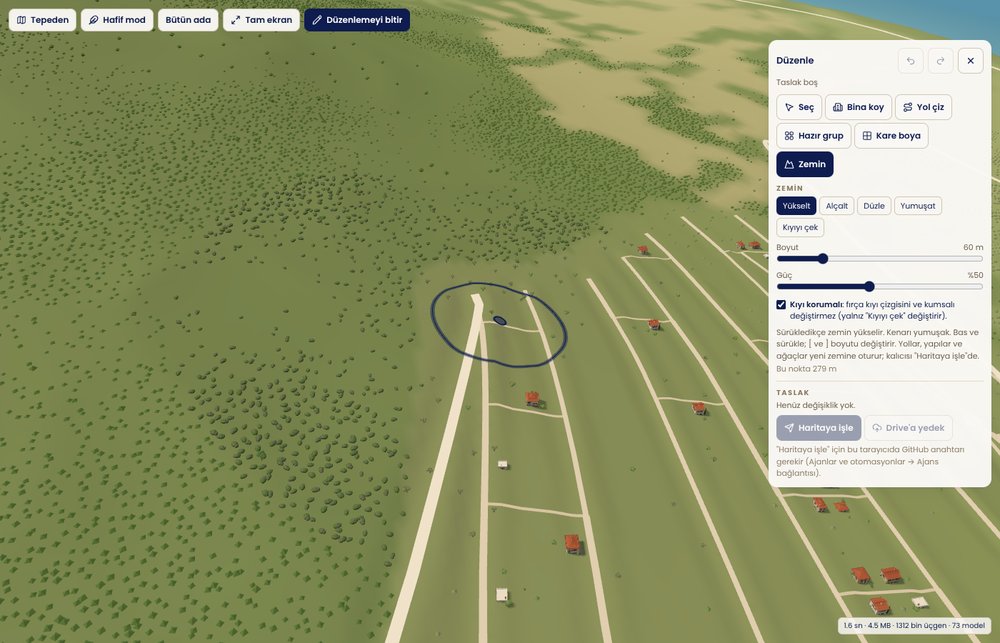 Tepeden
Hafif mod
Bütün ada
Tam ekran
Düzenlemeyi bitir
Düzenle
Taslak boş
Seç
Bina koy
Yol çiz
Hazır grup
Kare boya
Zemin
ZEMİN
Yükselt
Alçalt
Düzle
Yumuşat
Kıyıyı çek
Boyut 60 m
Güç %50
Kıyı korumalı: fırça kıyı çizgisini ve kumsalı
değiştirmez (yalnız "Kıyıyı çek" değiştirir).
Sürükledikçe zemin yükselir. Kenarı yumuşak. Bas ve
sürükle; [ ve ] boyutu değiştirir. Yollar, yapılar ve
ağaçlar yeni zemine oturur; kalıcısı "Haritaya işle"de.
Bu nokta 279 m
TASLAK
Henüz değişiklik yok.
Haritaya işle
Drive'a yedek
"Haritaya işle" için bu tarayıcıda GitHub anahtarı
gerekir (Ajanlar ve otomasyonlar → Ajans
bağlantısı).
1.6 sn · 4.5 MB · 1312 bin üçgen · 73 model